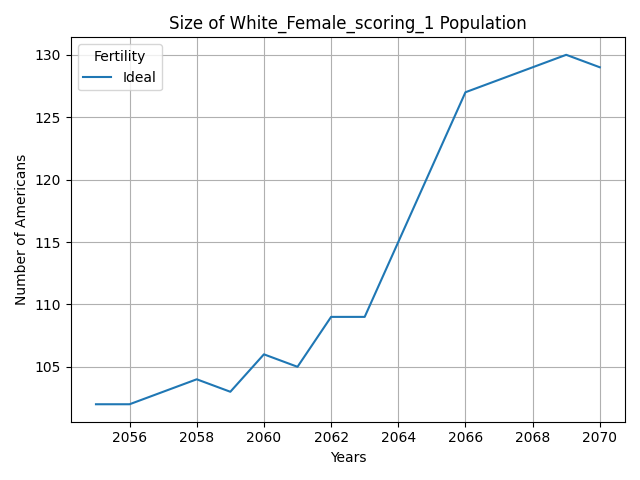 Size of White_Female_scoring_1 Population
Fertility
Ideal
Number of Americans
130
125
120
115
110
105
2056 2058 2060 2062 2064 2066 2068 2070
Years